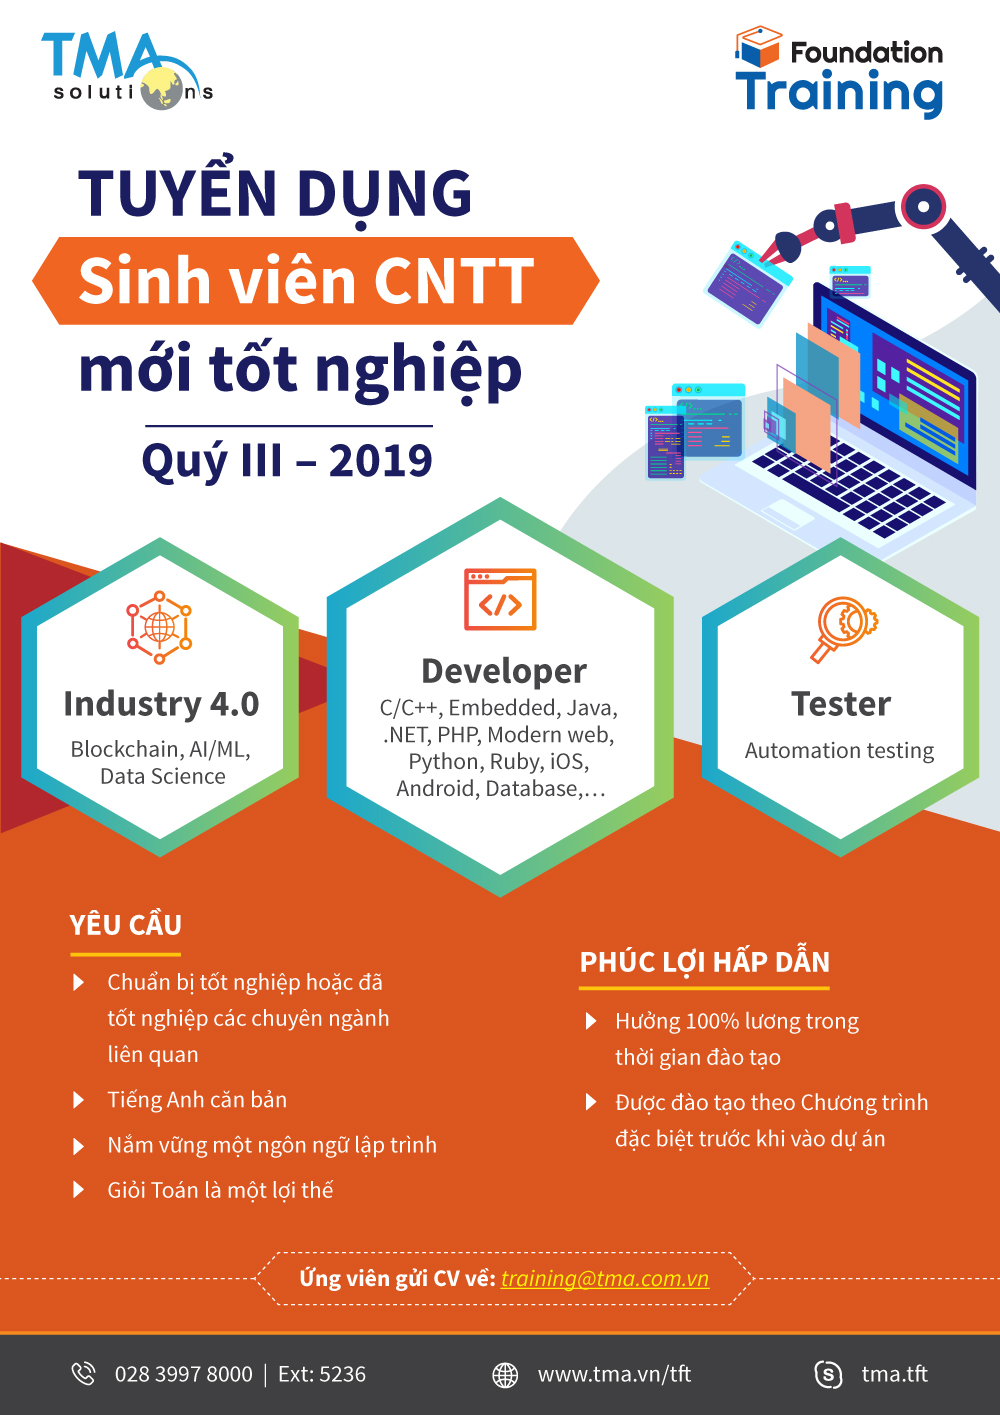 TMA
solutions
Foundation
Training
TUYỂN DỤNG
Sinh viên CNTT
mới tốt nghiệp
Quý III – 2019
Industry 4.0
Blockchain, AI/ML,
Data Science
Developer
C/C++, Embedded, Java,
.NET, PHP, Modern web,
Python, Ruby, iOS,
Android, Database,...
Tester
Automation testing
YÊU CẦU
Chuẩn bị tốt nghiệp hoặc đã
tốt nghiệp các chuyên ngành
liên quan
Tiếng Anh căn bản
Nắm vững một ngôn ngữ lập trình
Giỏi Toán là một lợi thế
PHÚC LỢI HẤP DẪN
Hưởng 100% lương trong
thời gian đào tạo
Được đào tạo theo Chương trình
đặc biệt trước khi vào dự án
Ứng viên gửi CV về: training@tma.com.vn
028 3997 8000 | Ext: 5236
www.tma.vn/tft
tma.tft